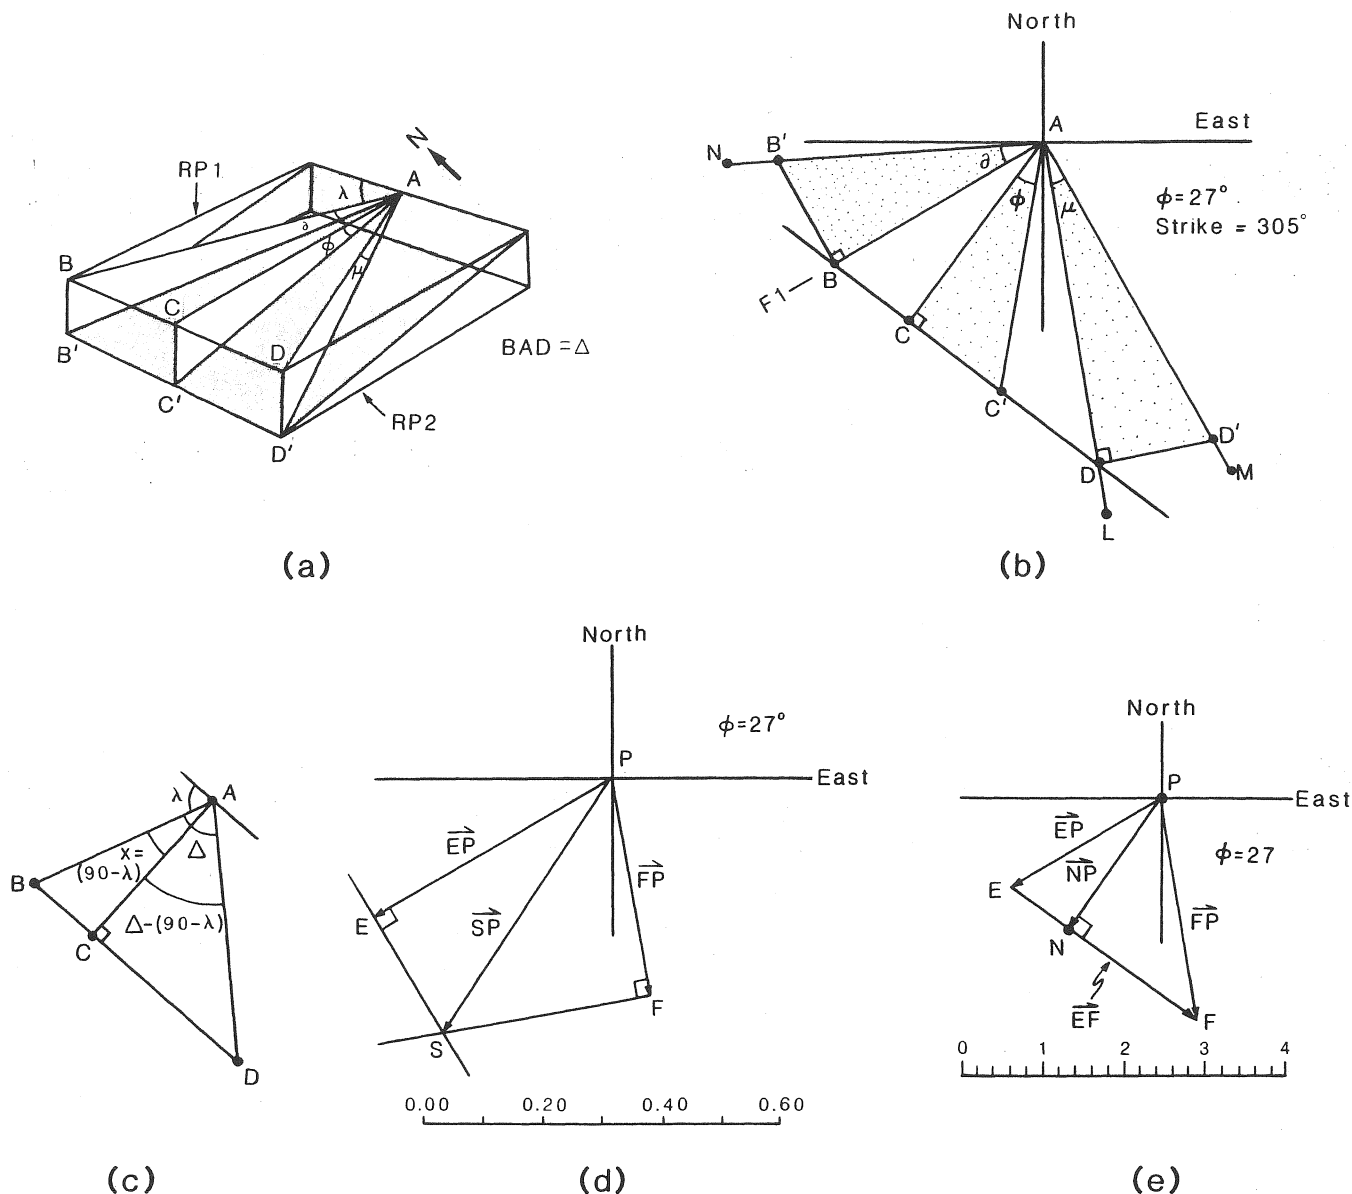 N
RP1
A
λ
∂
ϕ
μ
B
C
D
B'
C'
D'
BAD = Δ
RP2
(a)
North
A
East
N
B'
∂
ϕ
μ
ϕ=27°
Strike = 305°
B
F1
C
C'
D'
D
M
L
(b)
λ
A
x=
(90-λ)
Δ
B
Δ-(90-λ)
C
D
(c)
North
ϕ=27°
P
East
EP
FP
SP
E
F
S
0.00 0.20 0.40 0.60
(d)
North
P
East
EP
NP
ϕ=27
E
FP
N
EF
F
0 1 2 3 4
(e)